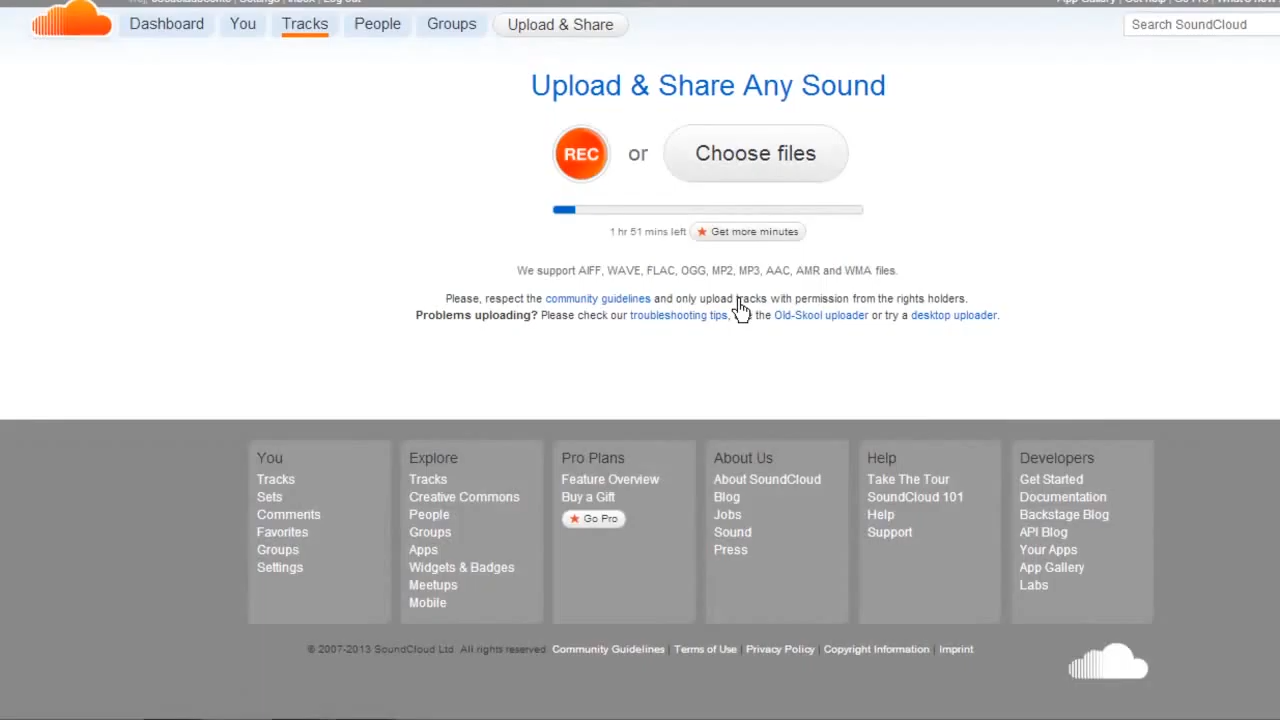 Dashboard You Tracks People Groups Upload & Share Search SoundCloud
Upload & Share Any Sound
REC or Choose files
1 hr 51 mins left ★ Get more minutes
We support AIFF, WAVE, FLAC, OGG, MP2, MP3, AAC, AMR and WMA files.
Please, respect the community guidelines and only upload tracks with permission from the rights holders.
Problems uploading? Please check our troubleshooting tips, the Old-Skool uploader or try a desktop uploader.
You
Tracks
Sets
Comments
Favorites
Groups
Settings
Explore
Tracks
Creative Commons
People
Groups
Apps
Widgets & Badges
Meetups
Mobile
Pro Plans
Feature Overview
Buy a Gift
★ Go Pro
About Us
About SoundCloud
Blog
Jobs
Sound
Press
Help
Take The Tour
SoundCloud 101
Help
Support
Developers
Get Started
Documentation
Backstage Blog
API Blog
Your Apps
App Gallery
Labs
© 2007-2013 SoundCloud Ltd. All rights reserved Community Guidelines | Terms of Use | Privacy Policy | Copyright Information | Imprint